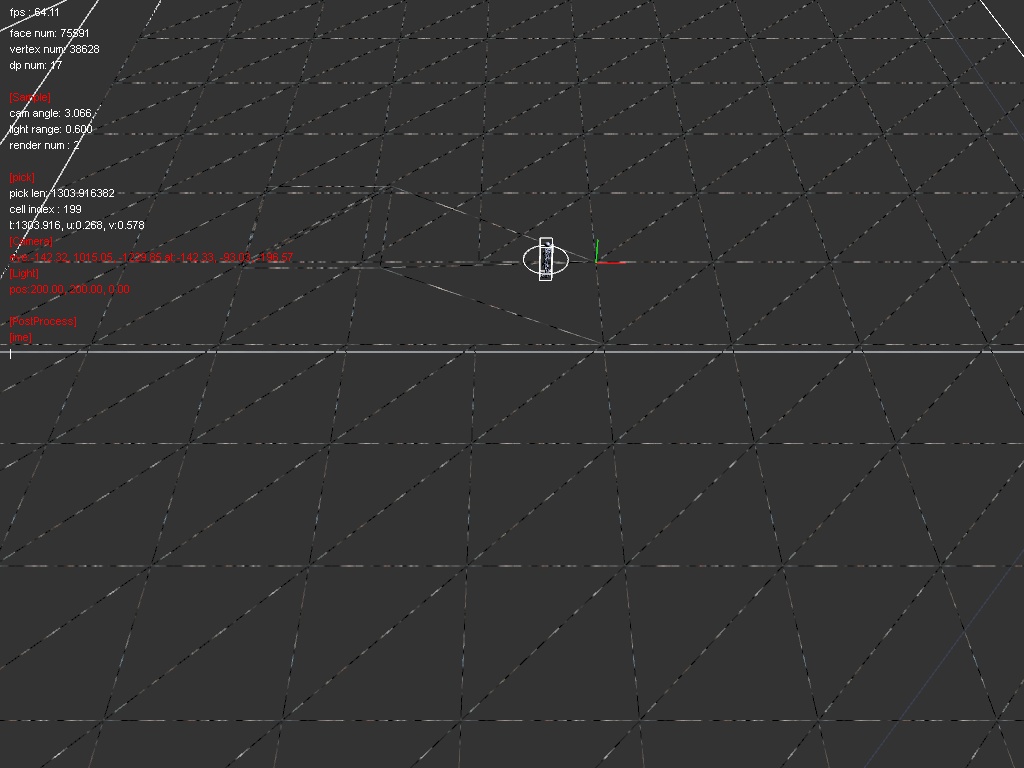 fps : 64.11
face num: 75591
vertex num: 38628
dp num: 17
[Sample]
cam angle: 3.066
light range: 0.600
render num : 2
[pick]
pick len:-1303.916382
cell index : 199
t:1303.916, u:0.268, v:0.578
[Camera]
eye:-142.32, 1015.05, -1239.85 at:-142.33, -93.03, -198.57
[Light]
pos:200.00, 200.00, 0.00
[PostProcess]
[ime]